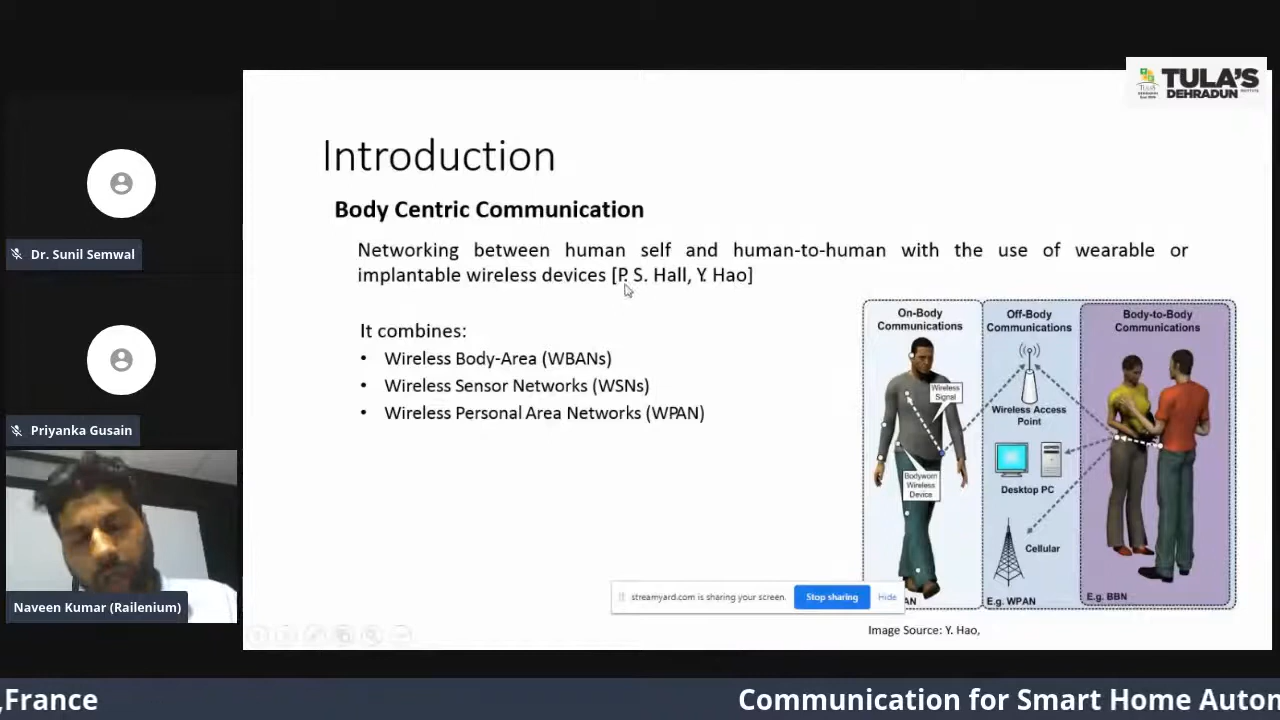 TULA'S
DEHRADUN
INSTITUTE
Introduction
Body Centric Communication
Networking between human self and human-to-human with the use of wearable or
implantable wireless devices [P. S. Hall, Y. Hao]
It combines:
• Wireless Body-Area (WBANs)
• Wireless Sensor Networks (WSNs)
• Wireless Personal Area Networks (WPAN)
On-Body
Communications
Off-Body
Communications
Body-to-Body
Communications
Wireless
Signal
Wireless Access
Point
Bodyworn
Wireless
Device
Desktop PC
Cellular
AN
E.g. WPAN
E.g. BBN
Image Source: Y. Hao,
streamyard.com is sharing your screen.
Stop sharing
Hide
Dr. Sunil Semwal
Priyanka Gusain
Naveen Kumar (Railenium)
,France
Communication for Smart Home Auton